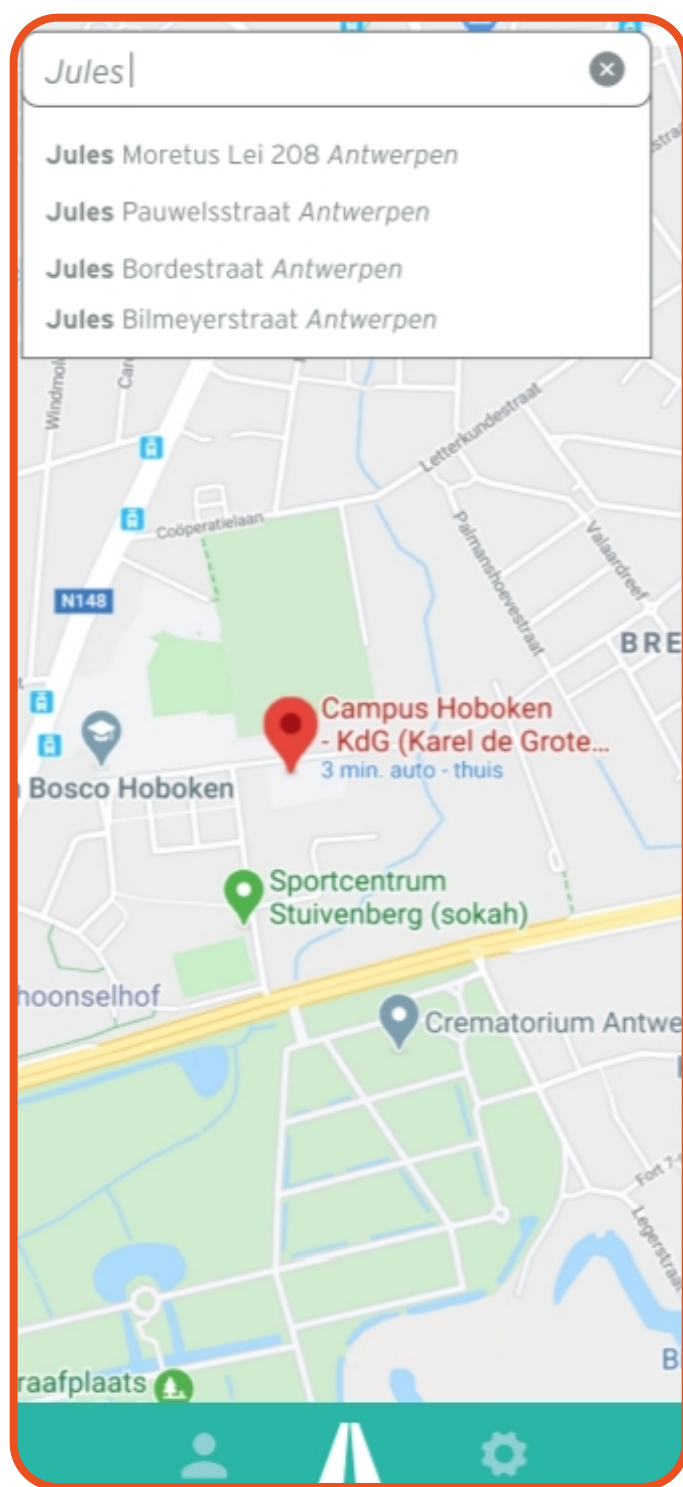 Jules
Jules Moretus Lei 208 Antwerpen
Jules Pauwelsstraat Antwerpen
Jules Bordestraat Antwerpen
Jules Bilmeyerstraat Antwerpen
Letterkundestraat
Coöperatielaan
Palmanshoevestraat
Valaardreef
N148
BRE
Campus Hoboken
- KdG (Karel de Grote...
3 min. auto - thuis
Bosco Hoboken
Sportcentrum
Stuivenberg (sokah)
hoonselhof
Crematorium Antwe
Fort 7-
Legerstraat
raafplaats